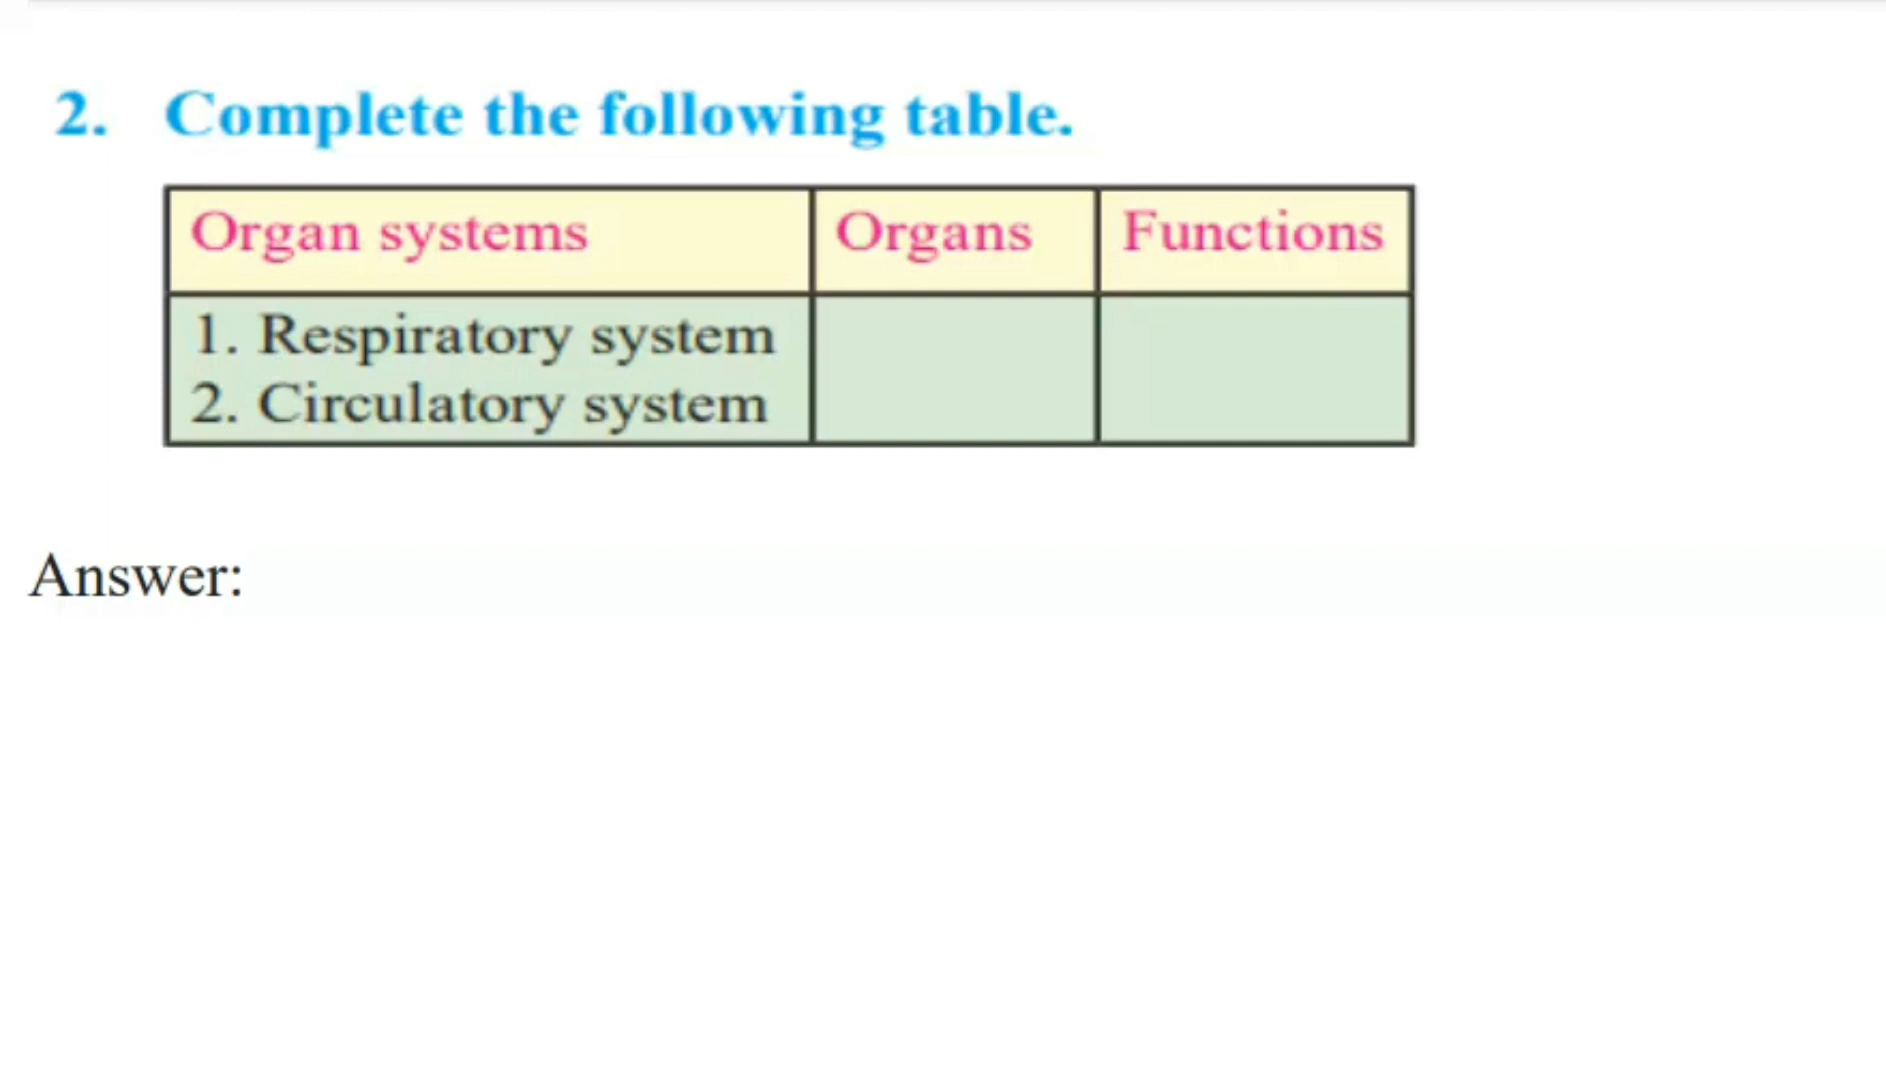 2. Complete the following table.
Organ systems Organs Functions
1. Respiratory system
2. Circulatory system
Answer: